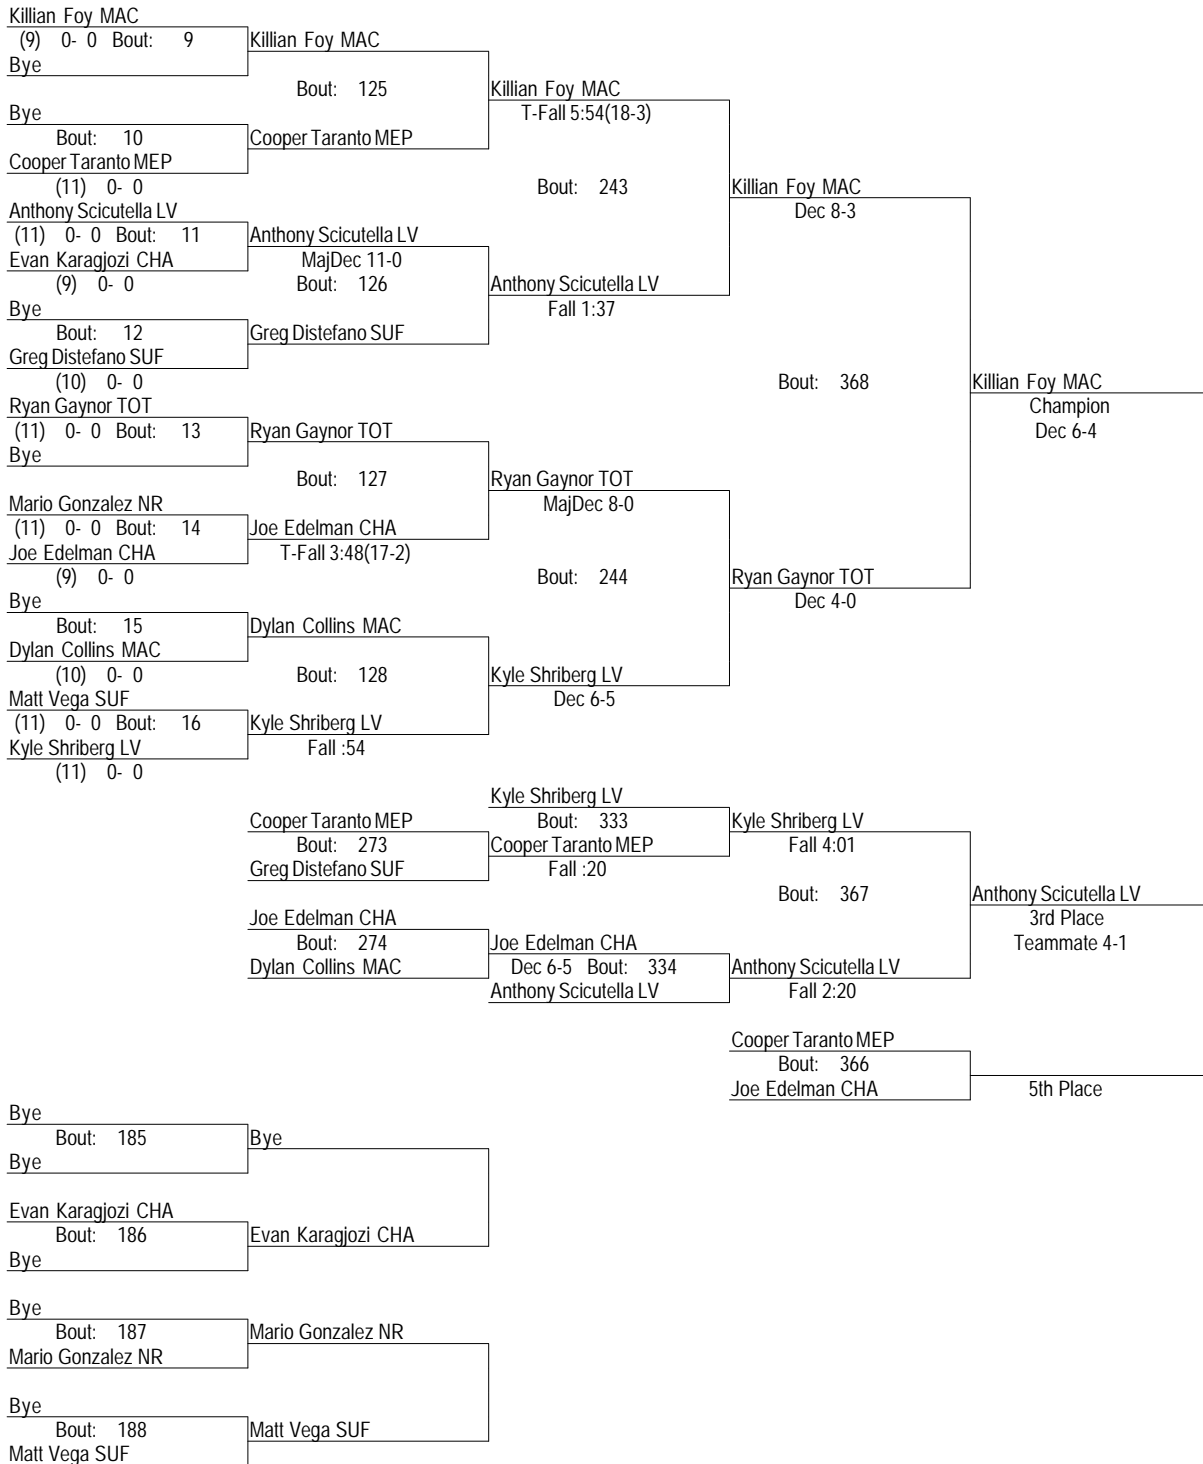 Killian Foy MAC
(9) 0- 0 Bout: 9 Killian Foy MAC
Bye
Bout: 125 Killian Foy MAC
Bye T-Fall 5:54(18-3)
Bout: 10 Cooper Taranto MEP
Cooper Taranto MEP
(11) 0- 0 Bout: 243 Killian Foy MAC
Anthony Scicutella LV Dec 8-3
(11) 0- 0 Bout: 11 Anthony Scicutella LV
Evan Karagjozi CHA MajDec 11-0
(9) 0- 0 Bout: 126 Anthony Scicutella LV
Bye Fall 1:37
Bout: 12 Greg Distefano SUF
Greg Distefano SUF
(10) 0- 0 Bout: 368 Killian Foy MAC
Ryan Gaynor TOT Champion
(11) 0- 0 Bout: 13 Ryan Gaynor TOT Dec 6-4
Bye
Bout: 127 Ryan Gaynor TOT
Mario Gonzalez NR MajDec 8-0
(11) 0- 0 Bout: 14 Joe Edelman CHA
Joe Edelman CHA T-Fall 3:48(17-2)
(9) 0- 0 Bout: 244 Ryan Gaynor TOT
Bye Dec 4-0
Bout: 15 Dylan Collins MAC
Dylan Collins MAC
(10) 0- 0 Bout: 128 Kyle Shriberg LV
Matt Vega SUF Dec 6-5
(11) 0- 0 Bout: 16 Kyle Shriberg LV
Kyle Shriberg LV Fall :54
(11) 0- 0
Kyle Shriberg LV
Cooper Taranto MEP Bout: 333 Kyle Shriberg LV
Bout: 273 Cooper Taranto MEP Fall 4:01
Greg Distefano SUF Fall :20
Bout: 367 Anthony Scicutella LV
Joe Edelman CHA 3rd Place
Bout: 274 Joe Edelman CHA Teammate 4-1
Dylan Collins MAC Dec 6-5 Bout: 334 Anthony Scicutella LV
Anthony Scicutella LV Fall 2:20
Cooper Taranto MEP
Bout: 366
Joe Edelman CHA 5th Place
Bye
Bout: 185 Bye
Bye
Evan Karagjozi CHA
Bout: 186 Evan Karagjozi CHA
Bye
Bye
Bout: 187 Mario Gonzalez NR
Mario Gonzalez NR
Bye
Bout: 188 Matt Vega SUF
Matt Vega SUF